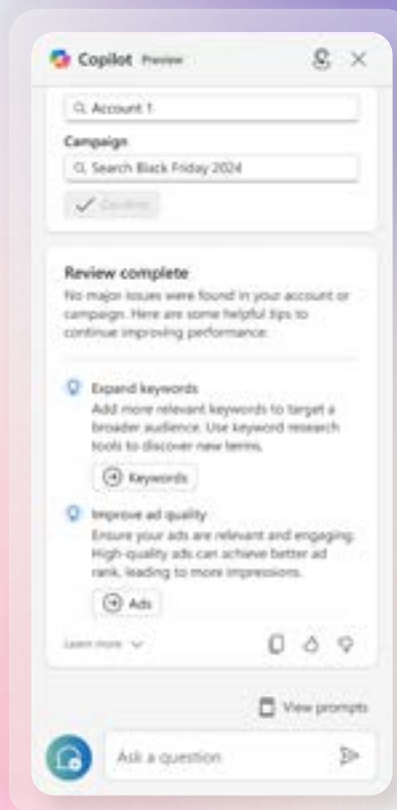 Copilot Preview
Account 1
Campaign
Search Black Friday 2024
Confirm
Review complete
No major issues were found in your account or
campaign. Here are some helpful tips to
continue improving performance.
Expand keywords
Add more relevant keywords to target a
broader audience. Use keyword research
tools to discover new terms.
Keywords
Improve ad quality
Ensure your ads are relevant and engaging.
High-quality ads can achieve better ad
rank, leading to more impressions.
Ads
Learn more
View prompts
Ask a question